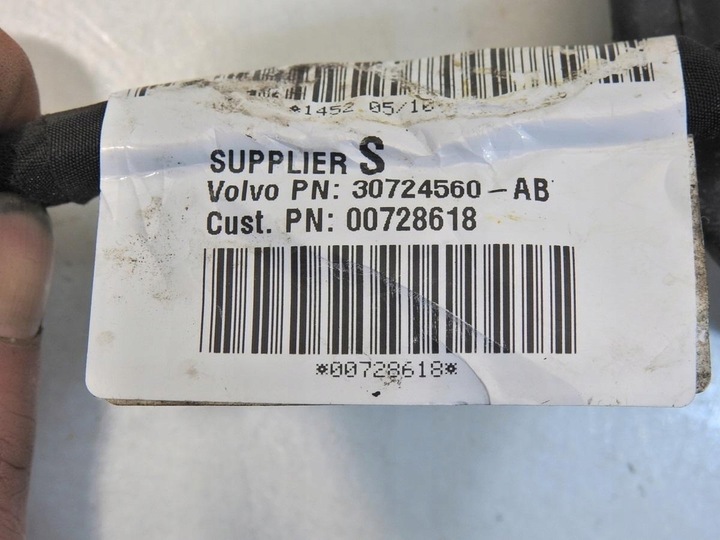 *1452 05/16
SUPPLIER S
Volvo PN: 30724560-AB
Cust. PN: 00728618
*00728618*